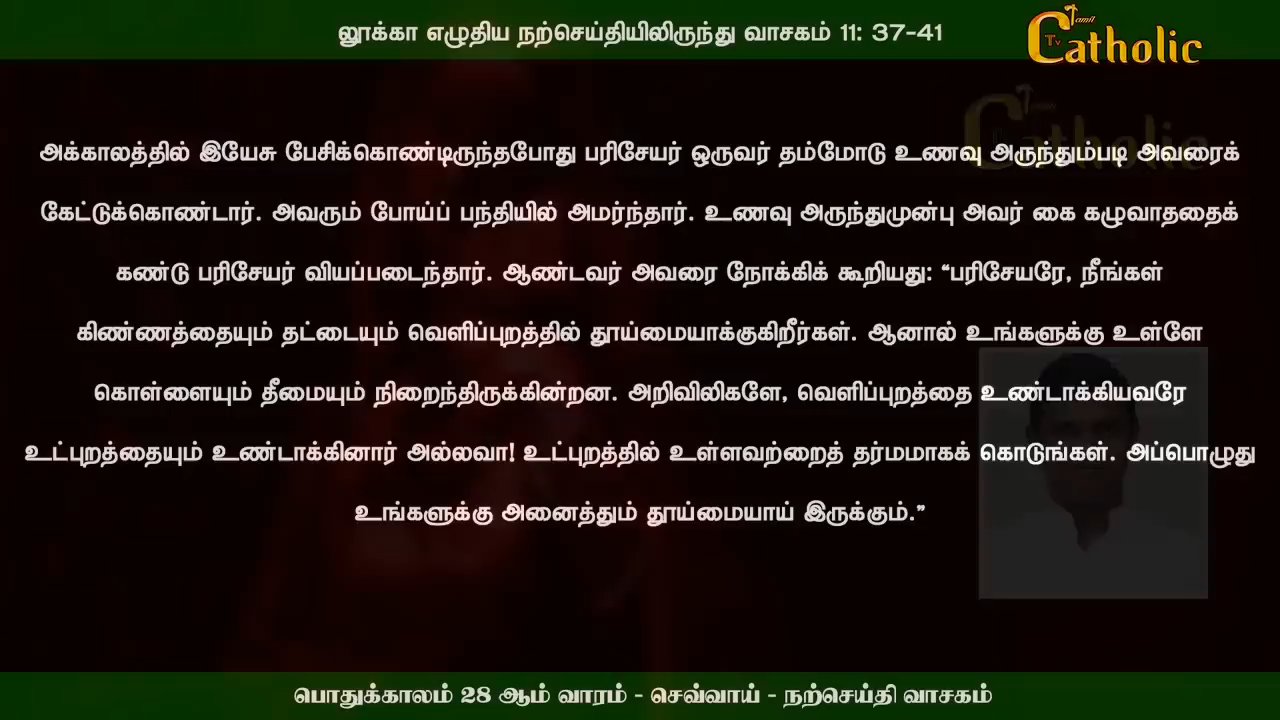 லூக்கா எழுதிய நற்செய்தியிலிருந்து வாசகம் 11: 37-41
Tamil
Tv
Catholic
Catholic
அக்காலத்தில் இயேசு பேசிக்கொண்டிருந்தபோது பரிசேயர் ஒருவர் தம்மோடு உணவு அருந்தும்படி அவரைக்
கேட்டுக்கொண்டார். அவரும் போய்ப் பந்தியில் அமர்ந்தார். உணவு அருந்துமுன்பு அவர் கை கழுவாததைக்
கண்டு பரிசேயர் வியப்படைந்தார். ஆண்டவர் அவரை நோக்கிக் கூறியது: “பரிசேயரே, நீங்கள்
கிண்ணத்தையும் தட்டையும் வெளிப்புறத்தில் தூய்மையாக்குகிறீர்கள். ஆனால் உங்களுக்கு உள்ளே
கொள்ளையும் தீமையும் நிறைந்திருக்கின்றன. அறிவிலிகளே, வெளிப்புறத்தை உண்டாக்கியவரே
உட்புறத்தையும் உண்டாக்கினார் அல்லவா! உட்புறத்தில் உள்ளவற்றைத் தர்மமாகக் கொடுங்கள். அப்பொழுது
உங்களுக்கு அனைத்தும் தூய்மையாய் இருக்கும்.”
பொதுக்காலம் 28 ஆம் வாரம் - செவ்வாய் - நற்செய்தி வாசகம்